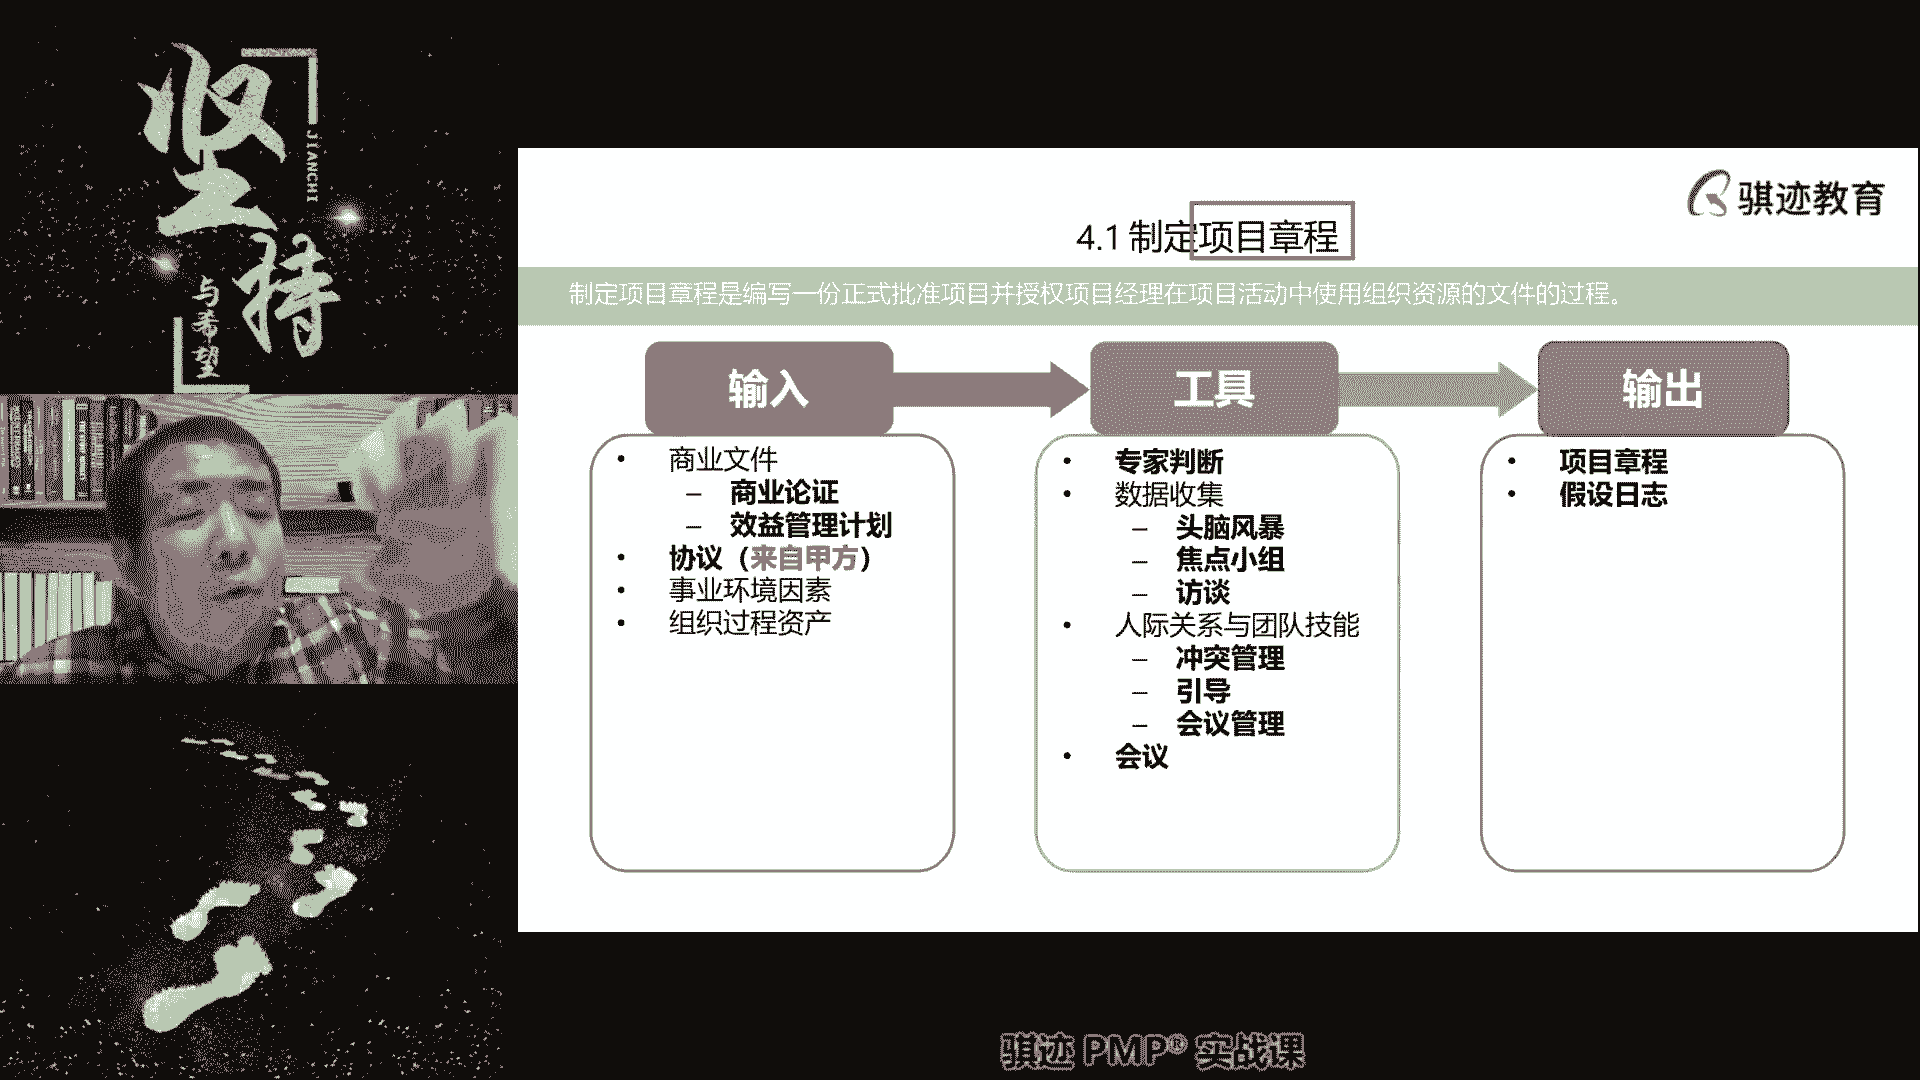 坚持
JIANCHI
与希望
骐迹教育
4.1 制定项目章程
制定项目章程是编写一份正式批准项目并授权项目经理在项目活动中使用组织资源的文件的过程。
输入
工具
输出
• 商业文件
– 商业论证
– 效益管理计划
• 协议（来自甲方）
• 事业环境因素
• 组织过程资产
• 专家判断
• 数据收集
– 头脑风暴
– 焦点小组
– 访谈
• 人际关系与团队技能
– 冲突管理
– 引导
– 会议管理
• 会议
• 项目章程
• 假设日志
骐迹 PMP® 实战课